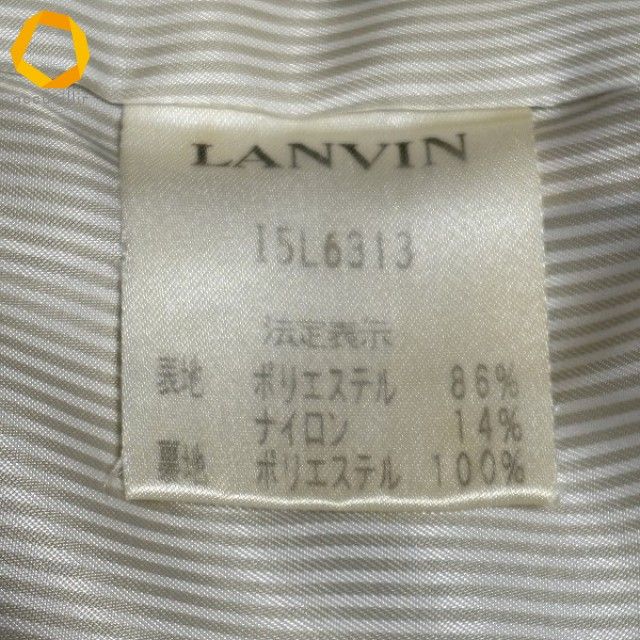 LANVIN
I5L6313
法定表示
表地 ポリエステル 86%
ナイロン 14%
裏地 ポリエステル 100%